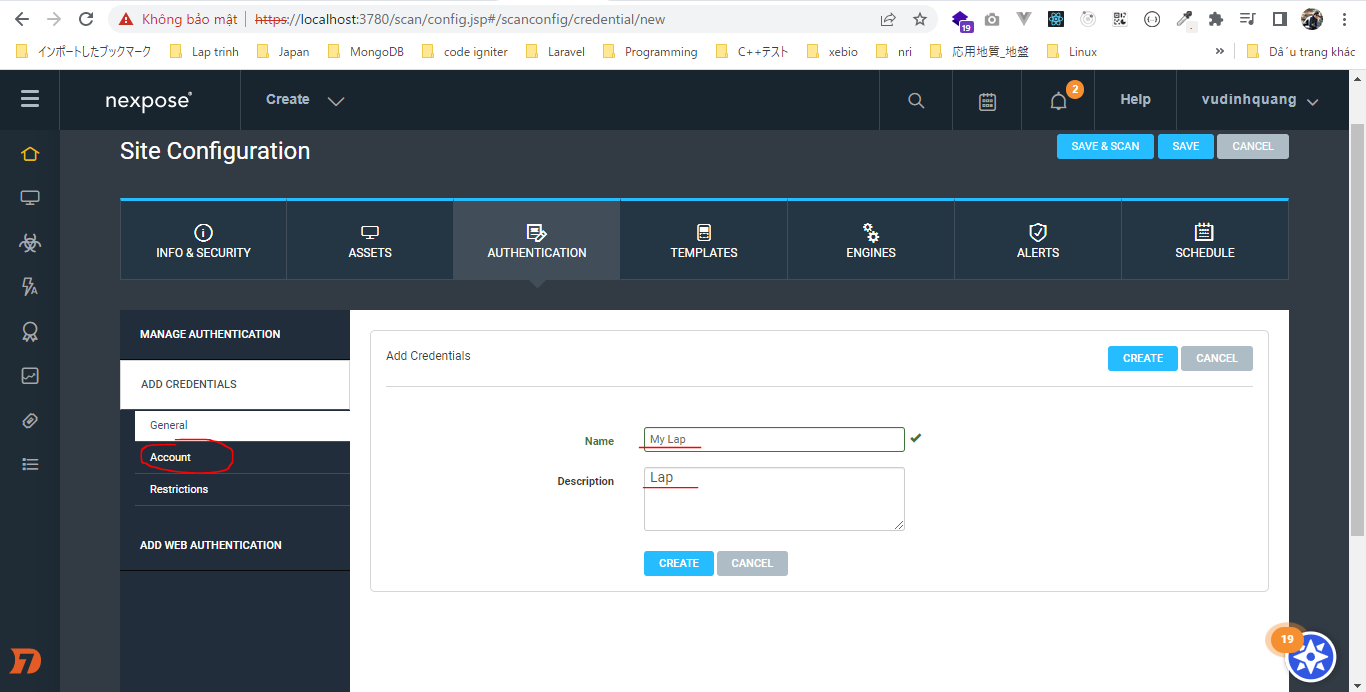 Không bảo mật
https://localhost:3780/scan/config.jsp#/scanconfig/credential/new
19
インポートしたブックマーク
Lap trinh
Japan
MongoDB
code igniter
Laravel
Programming
C++テスト
xebio
nri
応用地質_地盤
Linux
»
Dấu trang khác
nexpose®
Create
2
Help
vudinhquang
Site Configuration
SAVE & SCAN
SAVE
CANCEL
INFO & SECURITY
ASSETS
AUTHENTICATION
TEMPLATES
ENGINES
ALERTS
SCHEDULE
MANAGE AUTHENTICATION
ADD CREDENTIALS
General
Account
Restrictions
ADD WEB AUTHENTICATION
Add Credentials
CREATE
CANCEL
Name
My Lap
Description
Lap
CREATE
CANCEL
19